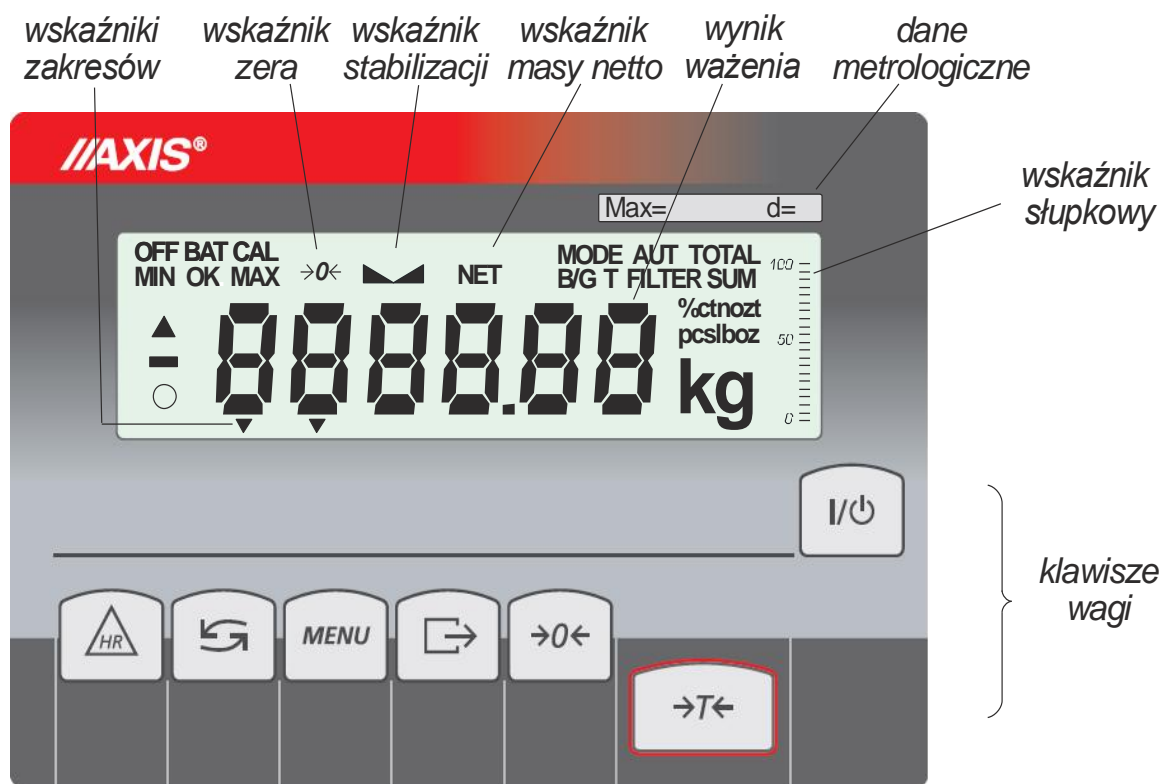 wskaźniki zakresów
wskaźnik zera
wskaźnik stabilizacji
wskaźnik masy netto
wynik ważenia
dane metrologiczne
//AXIS®
wskaźnik słupkowy
Max= d=
OFF BAT CAL
MIN OK MAX
→0←
NET
MODE AUT TOTAL
B/G T FILTER SUM
100
%ctnozt
pcslboz
50
888888.88
kg
0
I/⏻
klawisze wagi
HR
MENU
→0←
→T←